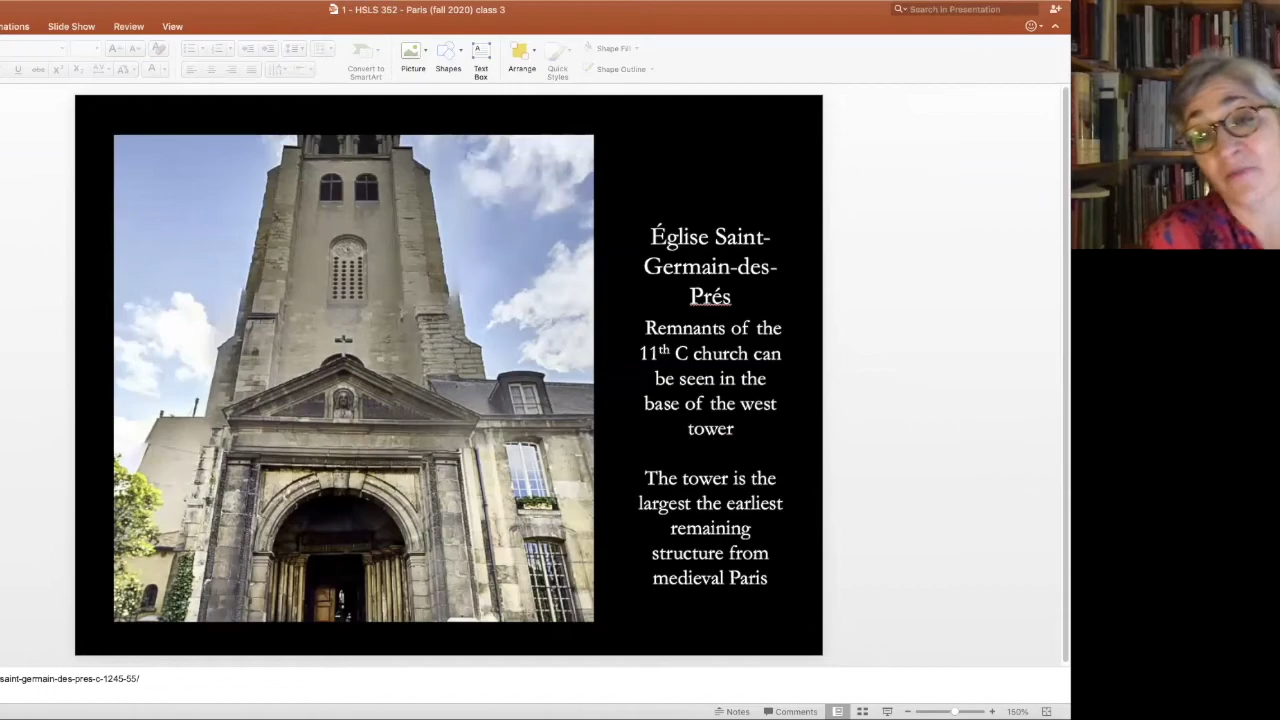 1 - HSLS 352 - Paris (fall 2020) class 3
Search in Presentation
nations Slide Show Review View
Convert to
SmartArt
Picture
Shapes
Text
Box
Arrange
Quick
Styles
Shape Fill
Shape Outline
Église Saint-
Germain-des-
Prés
Remnants of the
11th C church can
be seen in the
base of the west
tower
The tower is the
largest the earliest
remaining
structure from
medieval Paris
saint-germain-des-pres-c-1245-55/
Notes Comments 150%